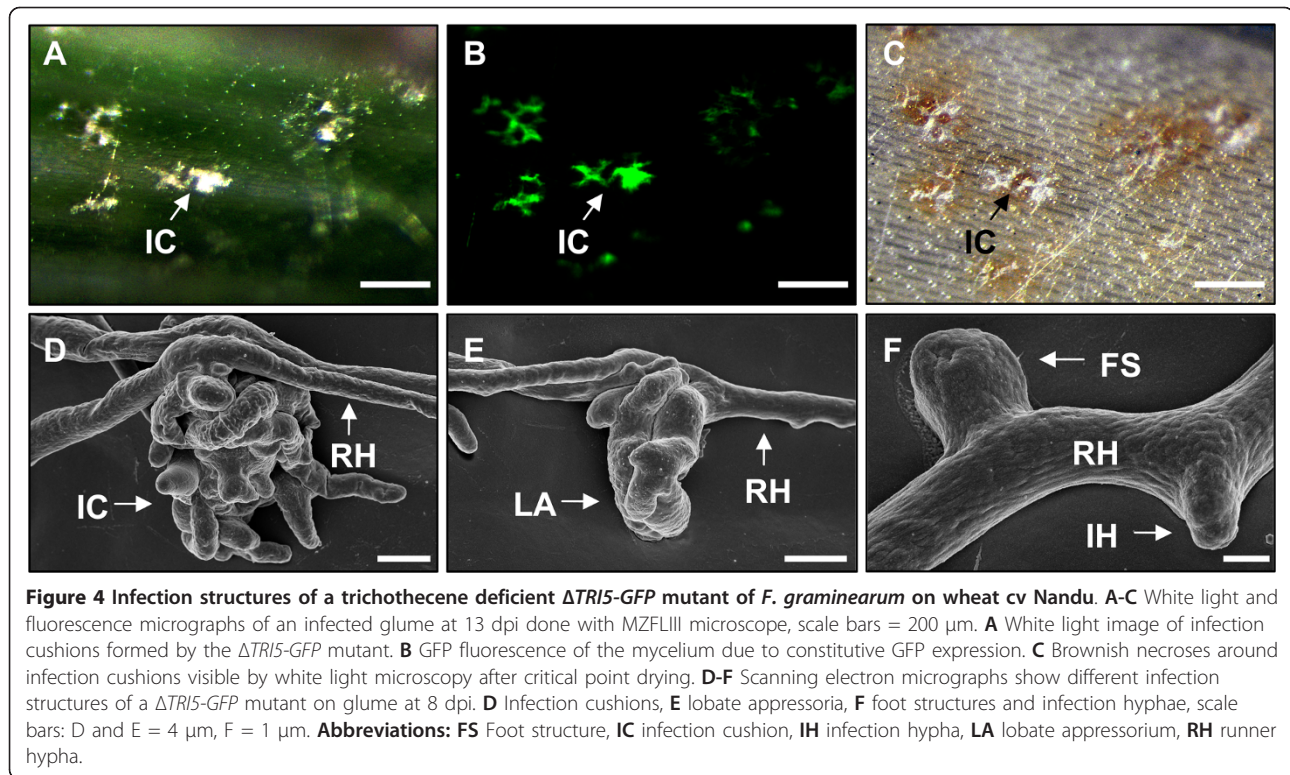 A
IC
B
IC
C
IC
D
RH
IC
E
LA
RH
F
FS
RH
IH
Figure 4 Infection structures of a trichothecene deficient ΔTRI5-GFP mutant of F. graminearum on wheat cv Nandu. A-C White light and
fluorescence micrographs of an infected glume at 13 dpi done with MZFLIII microscope, scale bars = 200 μm. A White light image of infection
cushions formed by the ΔTRI5-GFP mutant. B GFP fluorescence of the mycelium due to constitutive GFP expression. C Brownish necroses around
infection cushions visible by white light microscopy after critical point drying. D-F Scanning electron micrographs show different infection
structures of a ΔTRI5-GFP mutant on glume at 8 dpi. D Infection cushions, E lobate appressoria, F foot structures and infection hyphae, scale
bars: D and E = 4 μm, F = 1 μm. Abbreviations: FS Foot structure, IC infection cushion, IH infection hypha, LA lobate appressorium, RH runner
hypha.